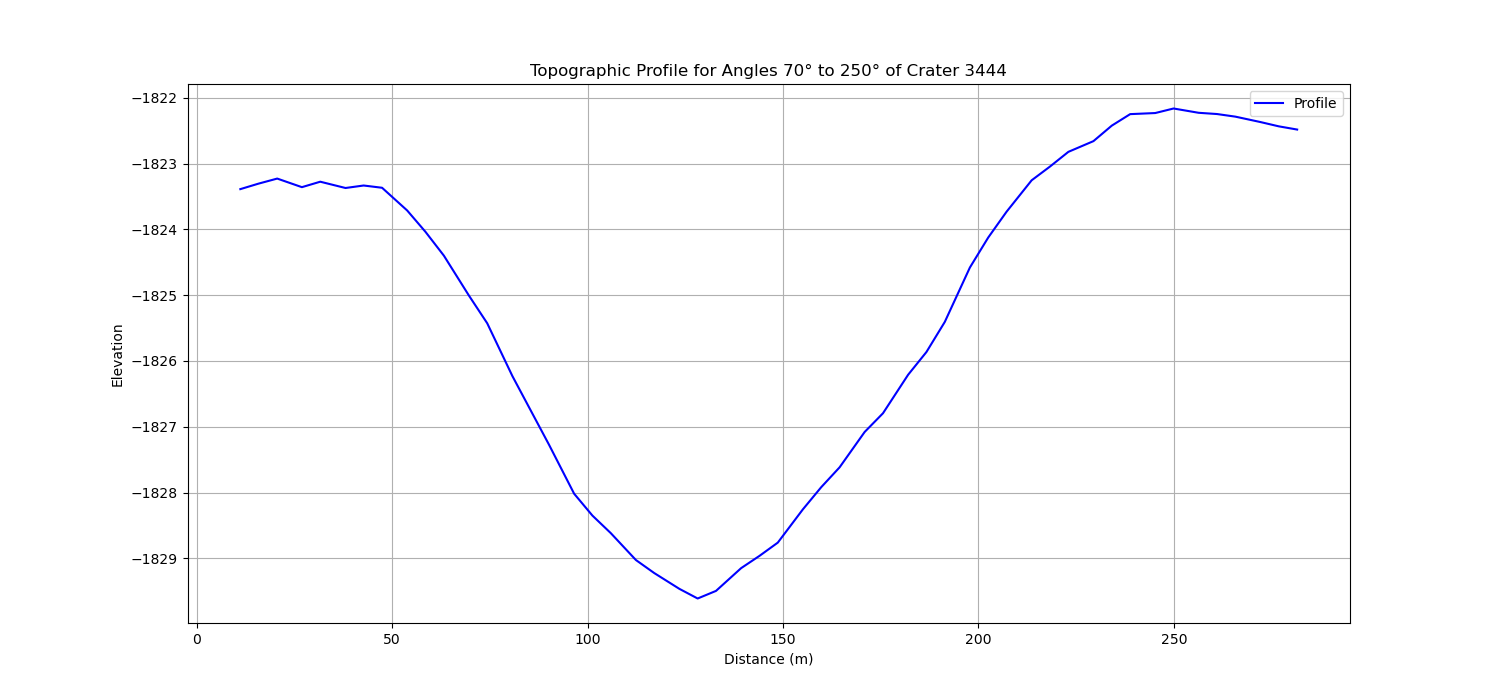 Topographic Profile for Angles 70° to 250° of Crater 3444
Profile
−1822
−1823
−1824
−1825
−1826
−1827
−1828
−1829
Elevation
0 50 100 150 200 250
Distance (m)